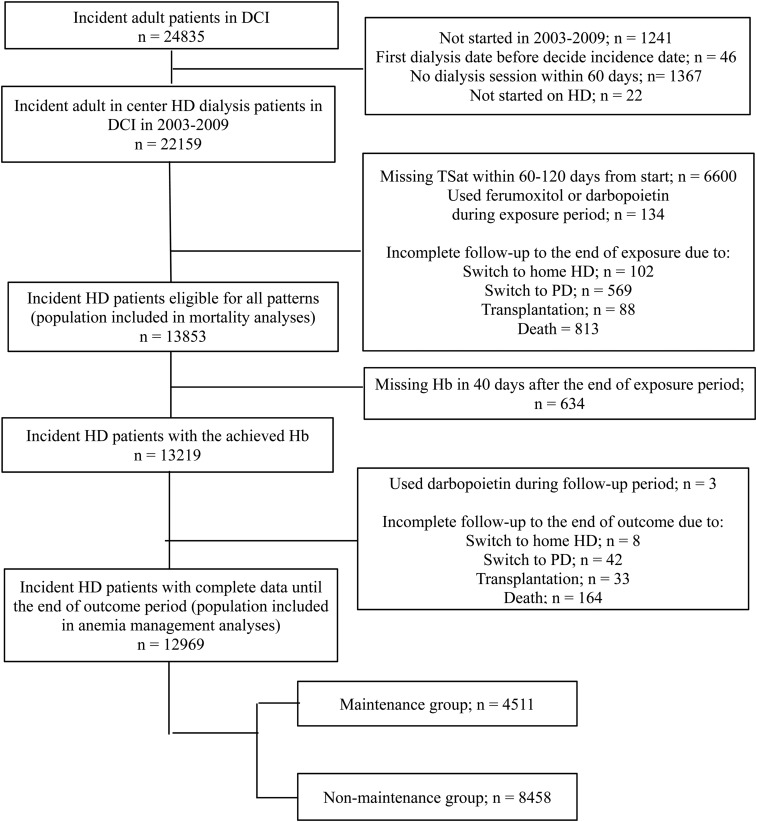 Incident adult patients in DCI
n = 24835
Not started in 2003-2009; n = 1241
First dialysis date before decide incidence date; n = 46
No dialysis session within 60 days; n= 1367
Not started on HD; n = 22
Incident adult in center HD dialysis patients in
DCI in 2003-2009
n = 22159
Missing TSat within 60-120 days from start; n = 6600
Used ferumoxitol or darbopoietin
during exposure period; n = 134
Incomplete follow-up to the end of exposure due to:
Switch to home HD; n = 102
Switch to PD; n = 569
Transplantation; n = 88
Death = 813
Incident HD patients eligible for all patterns
(population included in mortality analyses)
n = 13853
Missing Hb in 40 days after the end of exposure period;
n = 634
Incident HD patients with the achieved Hb
n = 13219
Used darbopoietin during follow-up period; n = 3
Incomplete follow-up to the end of outcome due to:
Switch to home HD; n = 8
Switch to PD; n = 42
Transplantation; n = 33
Death; n = 164
Incident HD patients with complete data until
the end of outcome period (population included
in anemia management analyses)
n = 12969
Maintenance group; n = 4511
Non-maintenance group; n = 8458